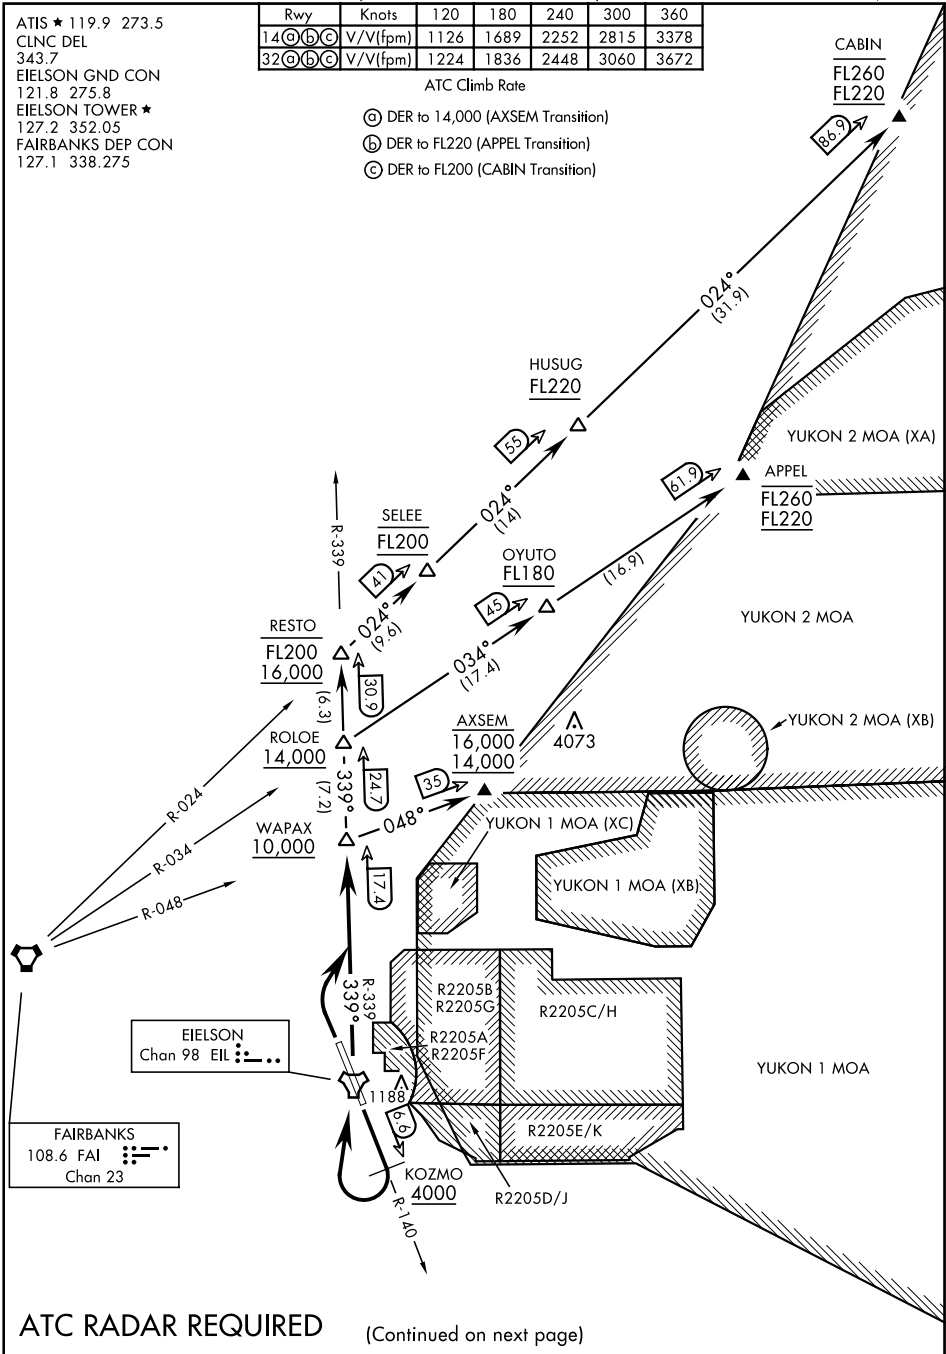 ATIS ★ 119.9 273.5
CLNC DEL
343.7
EIELSON GND CON
121.8 275.8
EIELSON TOWER ★
127.2 352.05
FAIRBANKS DEP CON
127.1 338.275
Rwy Knots 120 180 240 300 360
14ⓐⓑⓒ V/V(fpm) 1126 1689 2252 2815 3378
32ⓐⓑⓒ V/V(fpm) 1224 1836 2448 3060 3672
ATC Climb Rate
ⓐ DER to 14,000 (AXSEM Transition)
ⓑ DER to FL220 (APPEL Transition)
ⓒ DER to FL200 (CABIN Transition)
CABIN
FL260
FL220
86.9
024°
(31.9)
HUSUG
FL220
55
YUKON 2 MOA (XA)
61.9
APPEL
FL260
FL220
024°
(14)
SELEE
FL200
R-339
41
OYUTO
FL180
(16.9)
45
024°
(9.6)
YUKON 2 MOA
RESTO
FL200
16,000
034°
(17.4)
30.9
(6.3)
AXSEM
16,000
14,000
4073
YUKON 2 MOA (XB)
ROLOE
14,000
24.7
35
339°
(7.2)
R-024
048°
YUKON 1 MOA (XC)
WAPAX
10,000
R-034
17.4
YUKON 1 MOA (XB)
R-048
R-339
339°
R2205B
R2205G
R2205C/H
R2205A
R2205F
EIELSON
Chan 98 EIL
YUKON 1 MOA
1188
6.6
R2205E/K
FAIRBANKS
108.6 FAI
Chan 23
KOZMO
4000
R2205D/J
R-140
ATC RADAR REQUIRED
(Continued on next page)